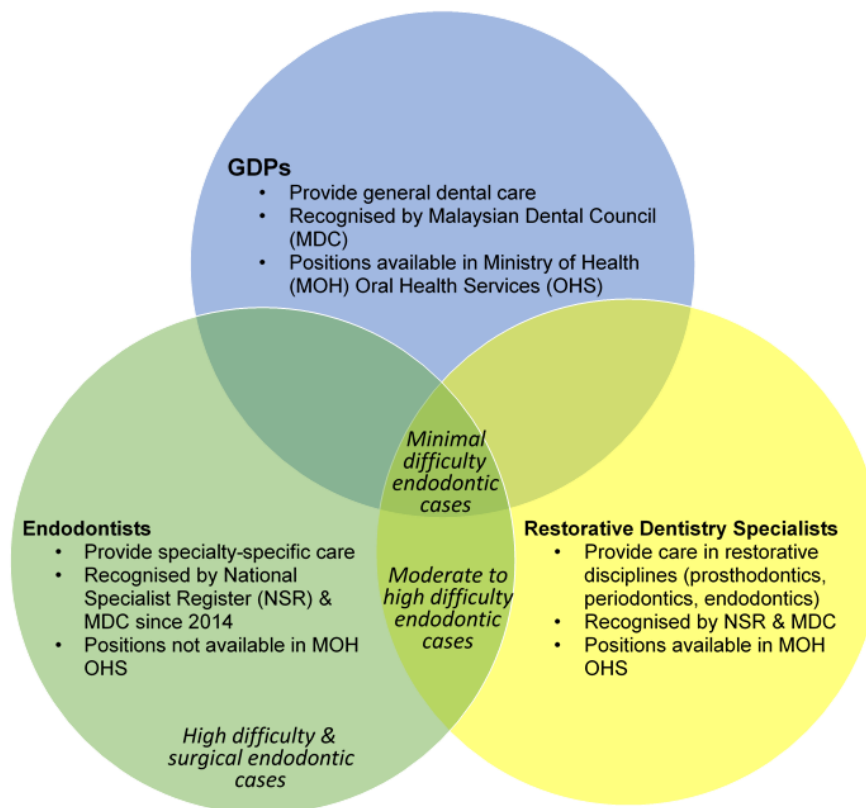 GDPs
• Provide general dental care
• Recognised by Malaysian Dental Council
(MDC)
• Positions available in Ministry of Health
(MOH) Oral Health Services (OHS)
Minimal
difficulty
endodontic
cases
Endodontists
• Provide specialty-specific care
• Recognised by National
Specialist Register (NSR) &
MDC since 2014
• Positions not available in MOH
OHS
Moderate to
high difficulty
endodontic
cases
Restorative Dentistry Specialists
• Provide care in restorative
disciplines (prosthodontics,
periodontics, endodontics)
• Recognised by NSR & MDC
• Positions available in MOH
OHS
High difficulty &
surgical endodontic
cases